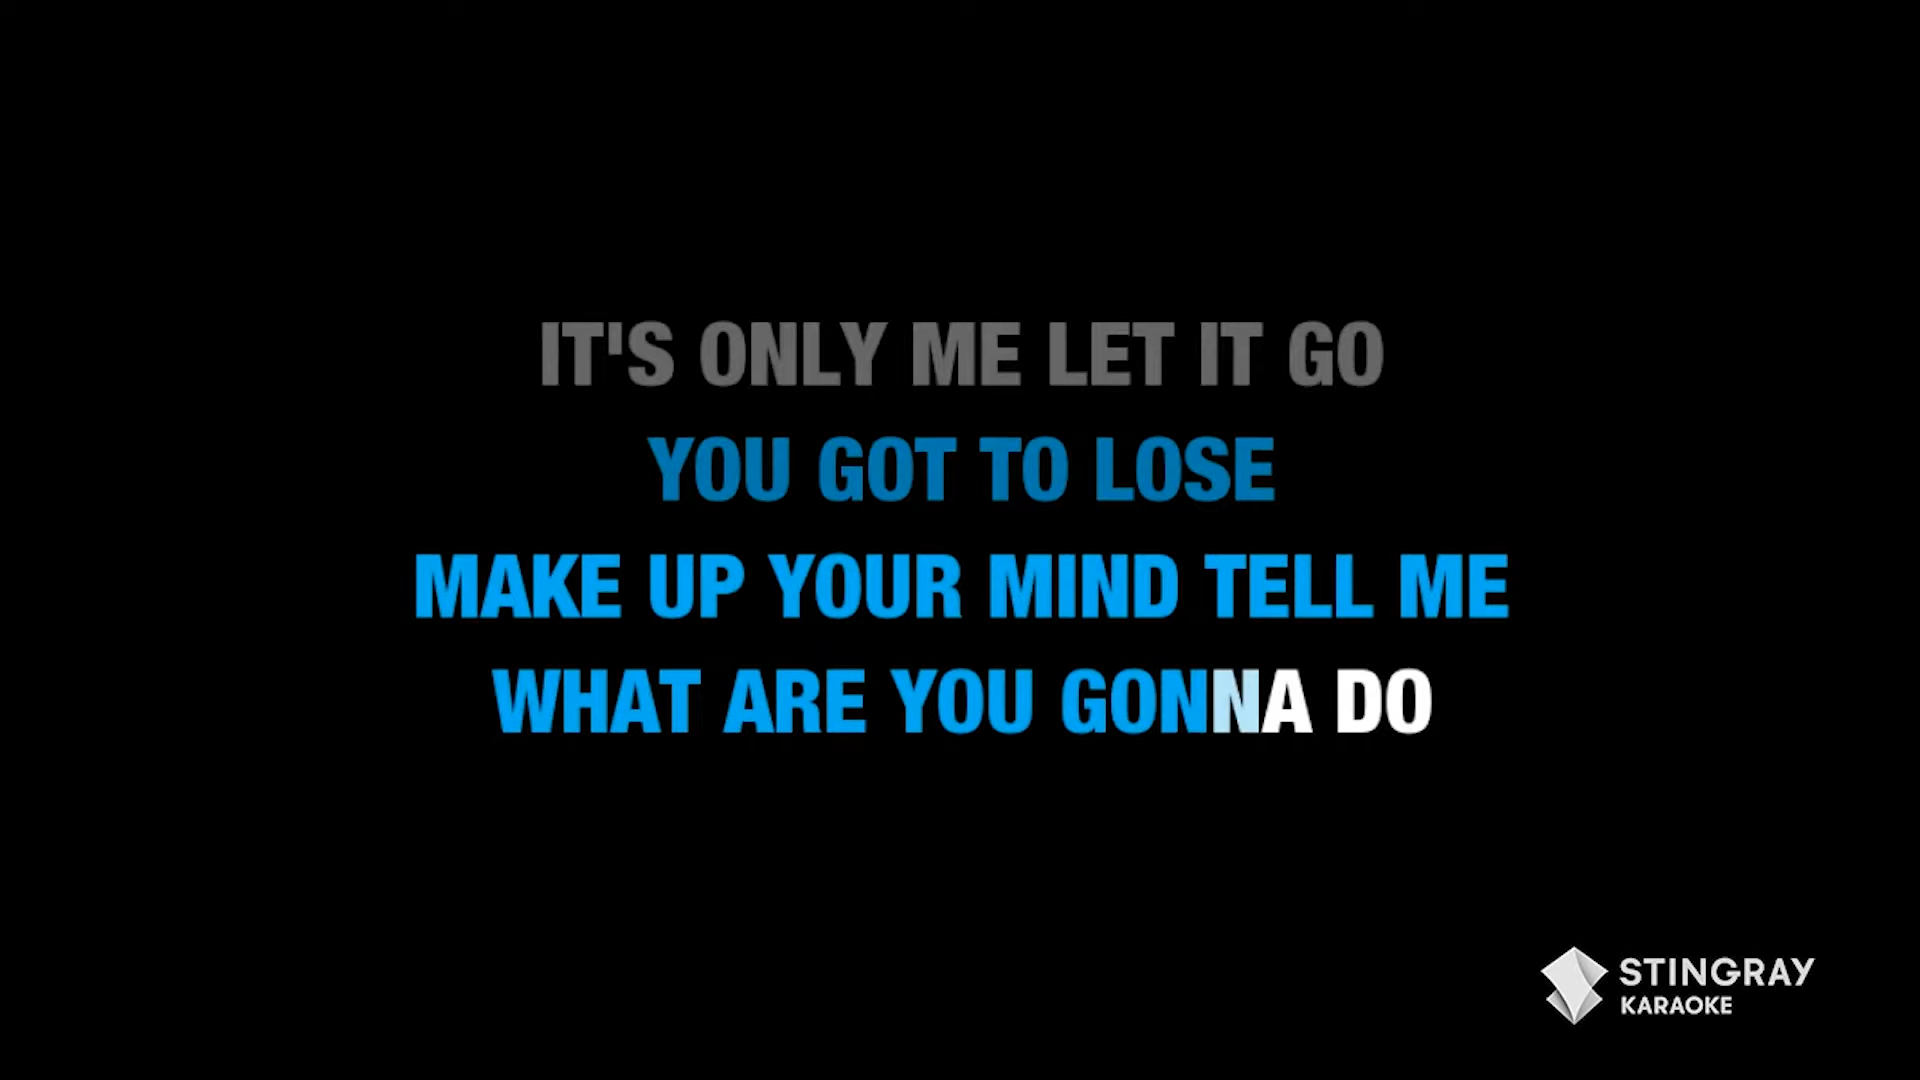 IT'S ONLY ME LET IT GO
YOU GOT TO LOSE
MAKE UP YOUR MIND TELL ME
WHAT ARE YOU GONNA DO
STINGRAY
KARAOKE